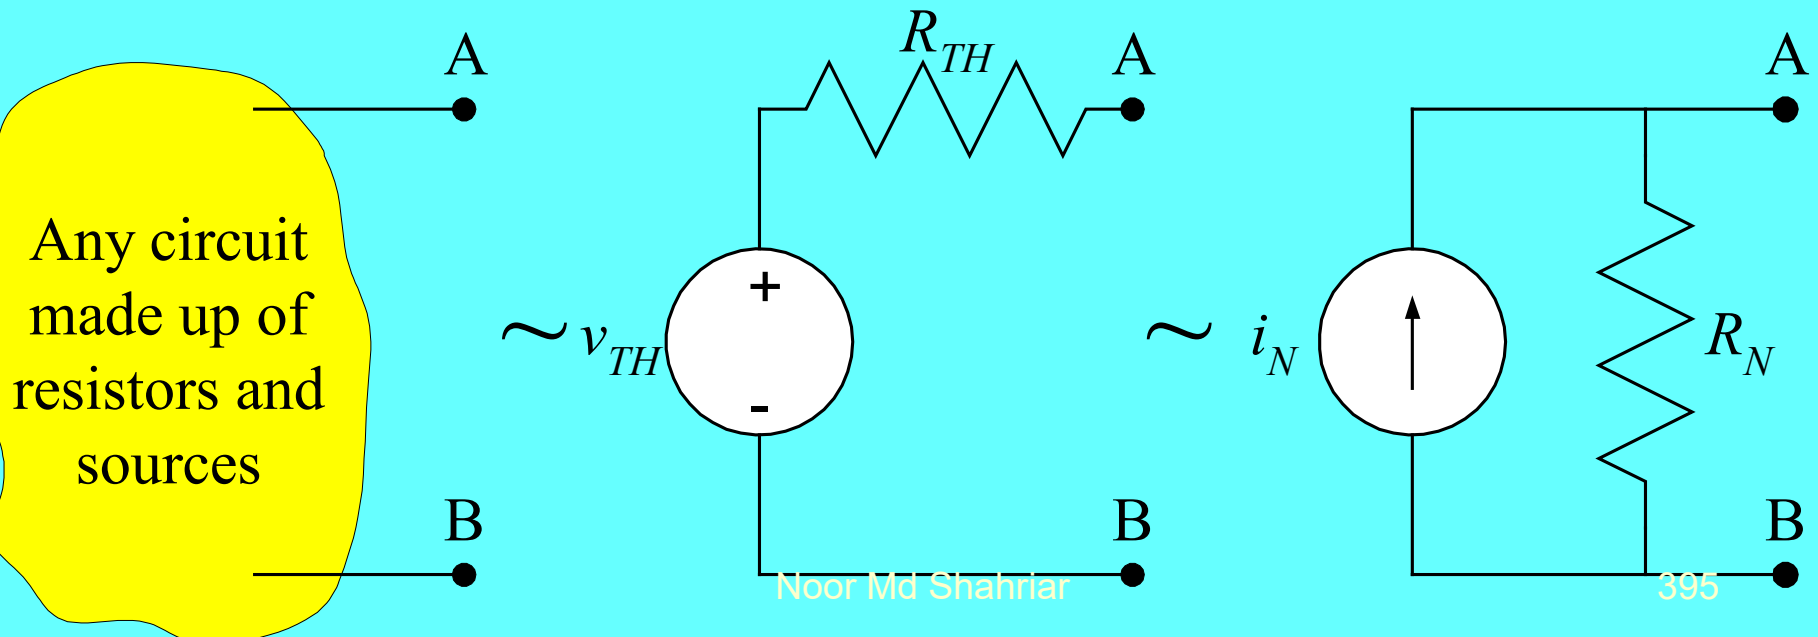 A
B
Any circuit
made up of
resistors and
sources
~
R_TH
A
v_TH
+
-
B
~
A
i_N
R_N
B
Noor Md Shahriar
395